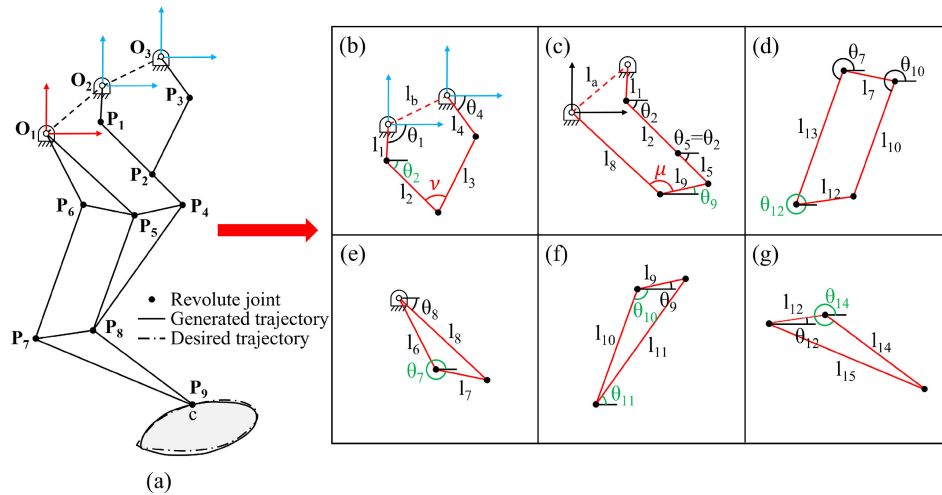 (a)
O₃
O₂
P₃
O₁
P₁
P₂
P₆
P₅
P₄
P₇
P₈
Revolute joint
Generated trajectory
Desired trajectory
P₉
c
(b)
l_b
θ₄
l₄
θ₁
l₁
θ₂
l₂
ν
l₃
(c)
l_a
l₁
θ₂
l₂
θ₅=θ₂
l₈
μ
l₅
l₉
θ₉
(d)
θ₇
θ₁₀
l₇
l₁₃
l₁₀
l₁₂
θ₁₂
(e)
θ₈
l₈
l₆
θ₇
l₇
(f)
l₉
θ₉
θ₁₀
l₁₀
l₁₁
θ₁₁
(g)
l₁₂
θ₁₄
θ₁₂
l₁₄
l₁₅